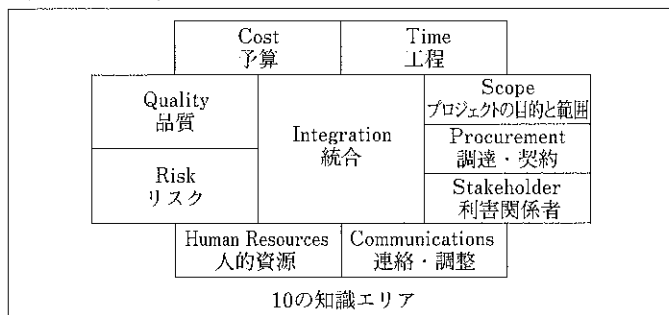 Cost
予算
Time
工程
Quality
品質
Risk
リスク
Integration
統合
Scope
プロジェクトの目的と範囲
Procurement
調達・契約
Stakeholder
利害関係者
Human Resources
人的資源
Communications
連絡・調整
10の知識エリア